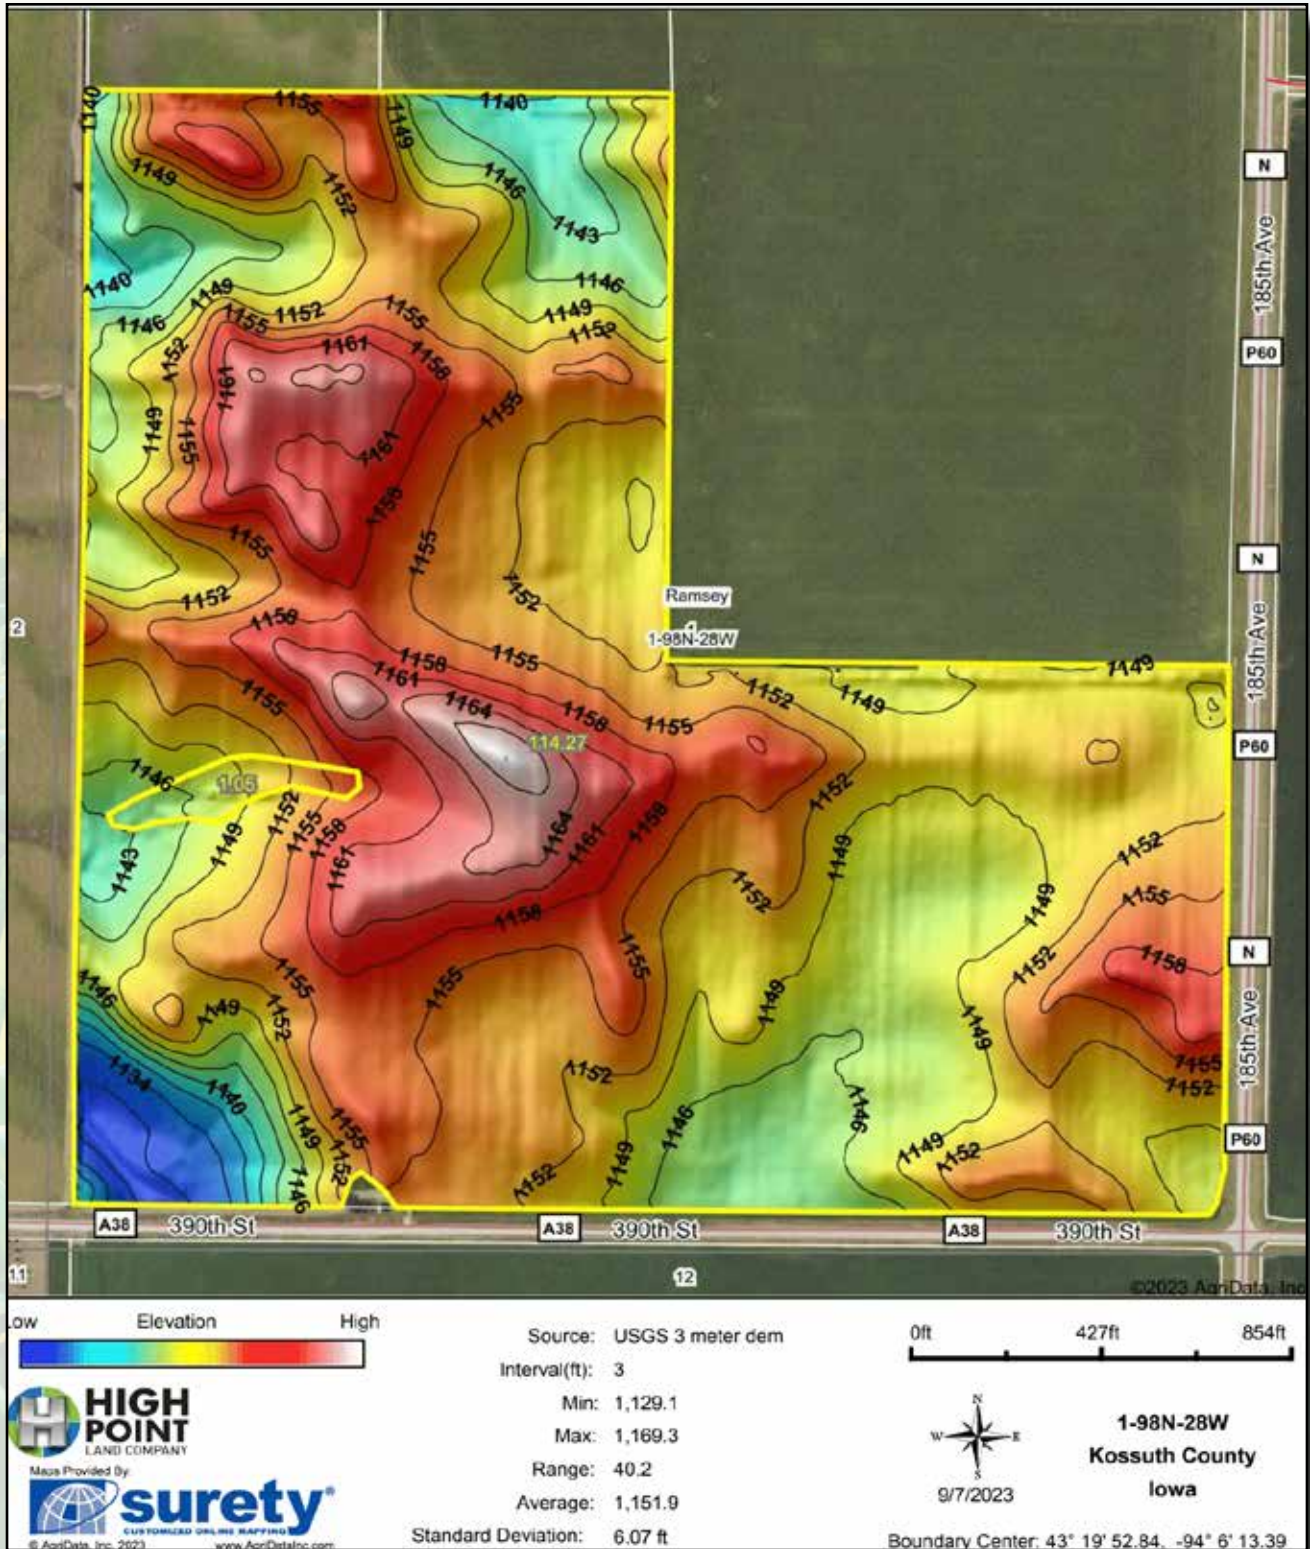 1140
1155
1149
1140
1149
1152
1146
1143
1140
1149
1146
1146
1155
1152
1155
1149
1152
1152
1161
1158
1161
1149
1155
1155
1161
1158
1155
1155
1152
1152
Ramsey
1
1-98N-28W
2
1158
1158
1155
1161
1155
1164
1158
1155
1152
1149
1149
114.27
1146
1.05
1152
1155
1158
1149
1143
1161
1164
1161
1158
1152
1149
1152
1149
1152
1155
1158
1155
1155
1155
1152
1158
1146
1149
1152
1149
1149
1134
1140
1149
1155
1152
1146
1152
1152
1149
1146
1146
1149
1152
1155
1152
N
185th Ave
P60
N
185th Ave
P60
N
185th Ave
P60
A38 390th St A38 390th St A38 390th St
11
12
©2023 AgriData, Inc
Low Elevation High
HIGH
POINT
LAND COMPANY
Maps Provided By:
surety®
CUSTOMIZED ONLINE MAPPING
© AgriData, Inc. 2023 www.AgriDataInc.com
Source: USGS 3 meter dem
Interval(ft): 3
Min: 1,129.1
Max: 1,169.3
Range: 40.2
Average: 1,151.9
Standard Deviation: 6.07 ft
0ft 427ft 854ft
N
W E
S
9/7/2023
1-98N-28W
Kossuth County
Iowa
Boundary Center: 43° 19' 52.84, -94° 6' 13.39